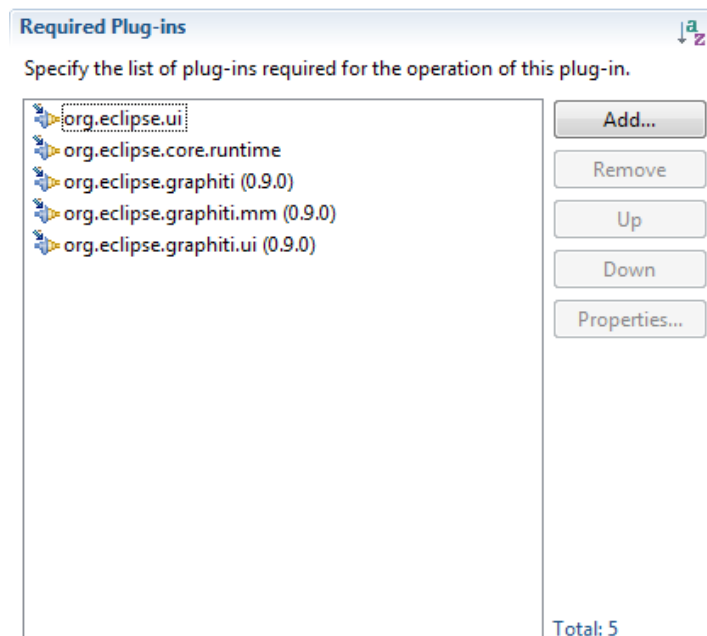 Required Plug-ins
Specify the list of plug-ins required for the operation of this plug-in.
org.eclipse.ui
org.eclipse.core.runtime
org.eclipse.graphiti (0.9.0)
org.eclipse.graphiti.mm (0.9.0)
org.eclipse.graphiti.ui (0.9.0)
Add...
Remove
Up
Down
Properties...
Total: 5